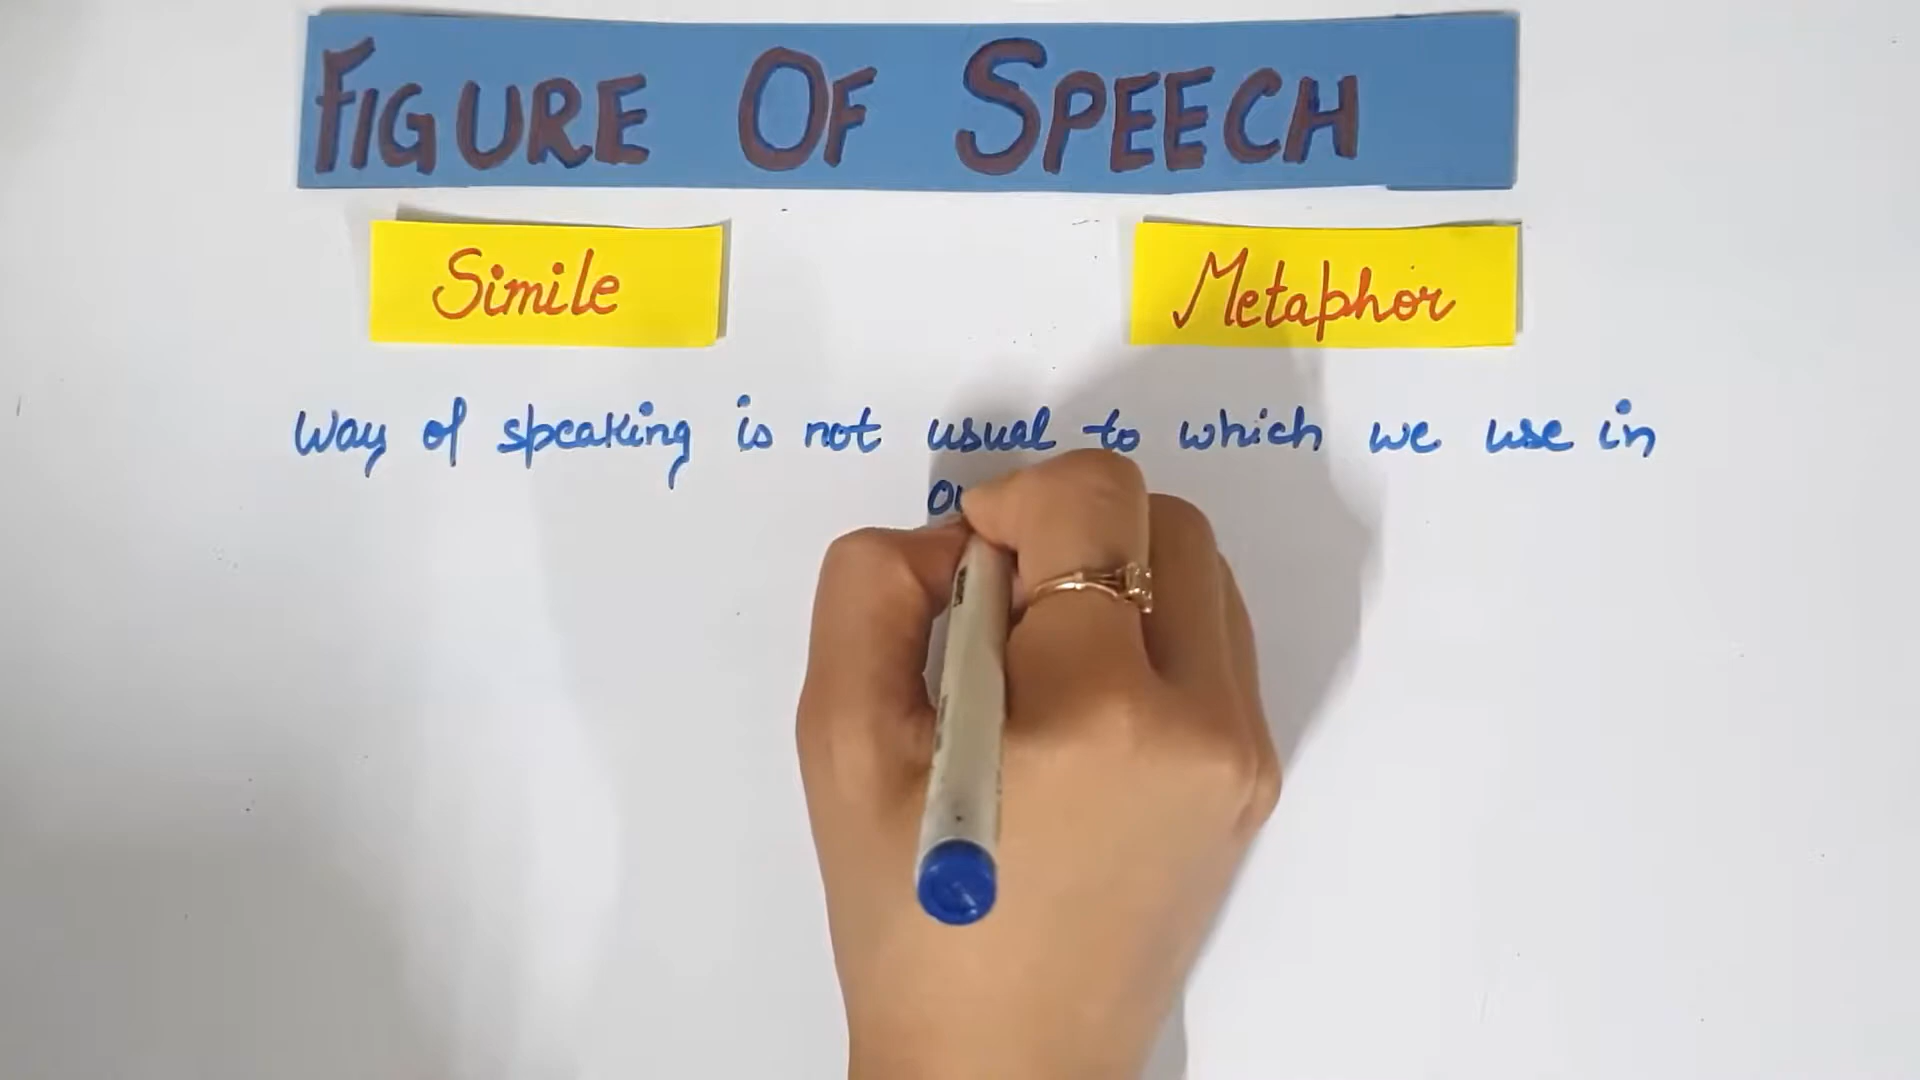 FIGURE OF SPEECH
Simile
Metaphor
Way of speaking is not usual to which we use in